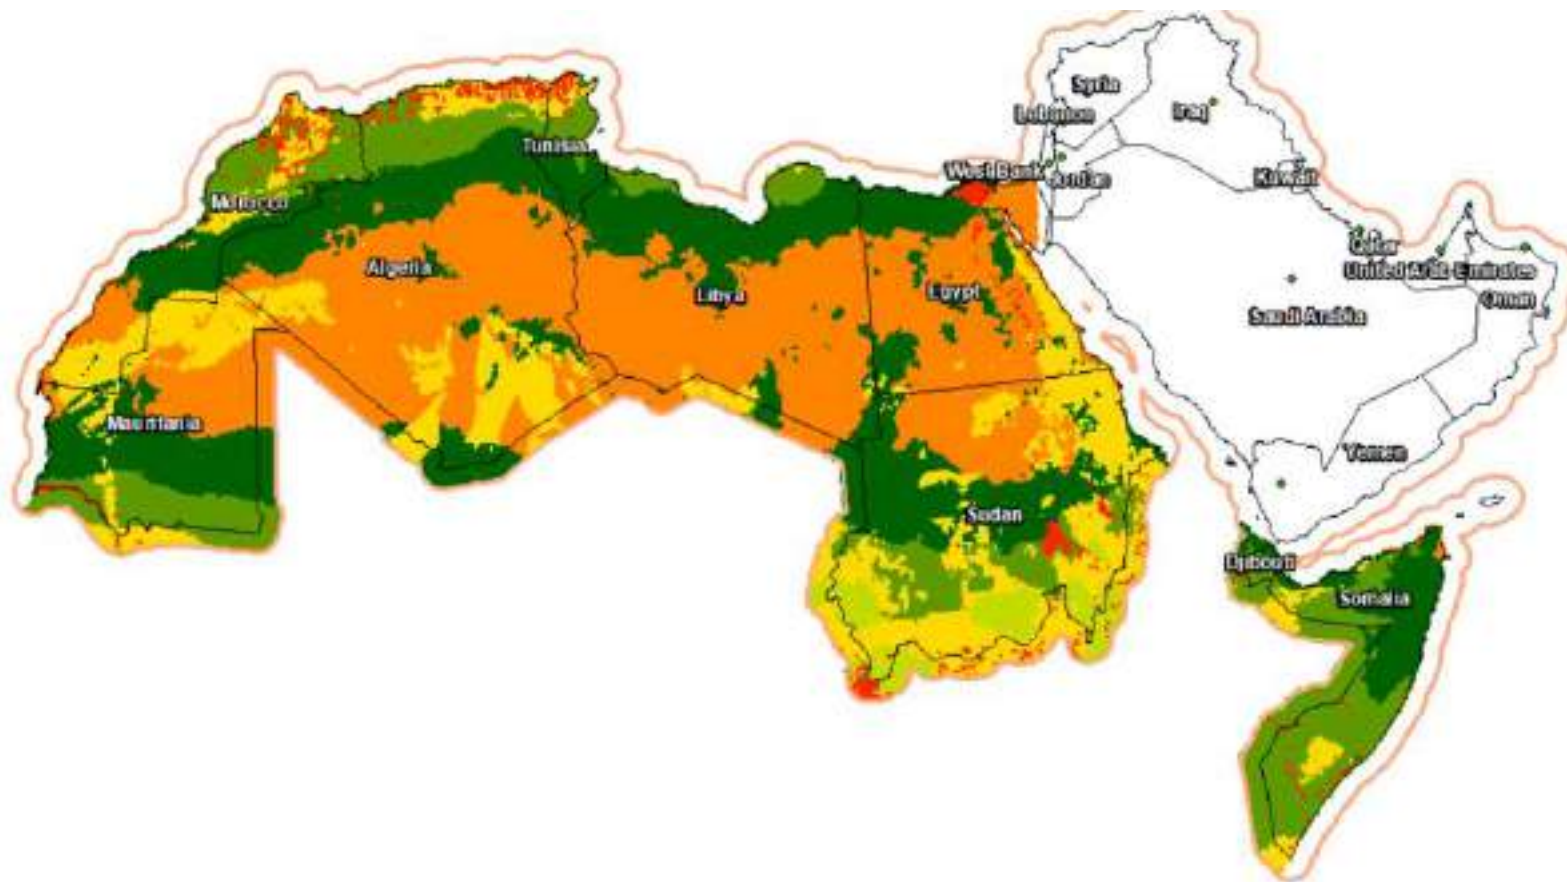 Syria
Lebanon
Iraq
Tunisia
West Bank
Jordan
Kuwait
Morocco
Qatar
Algeria
United Arab Emirates
Libya
Egypt
Oman
Saudi Arabia
Mauritania
Yemen
Sudan
Djibouti
Somalia